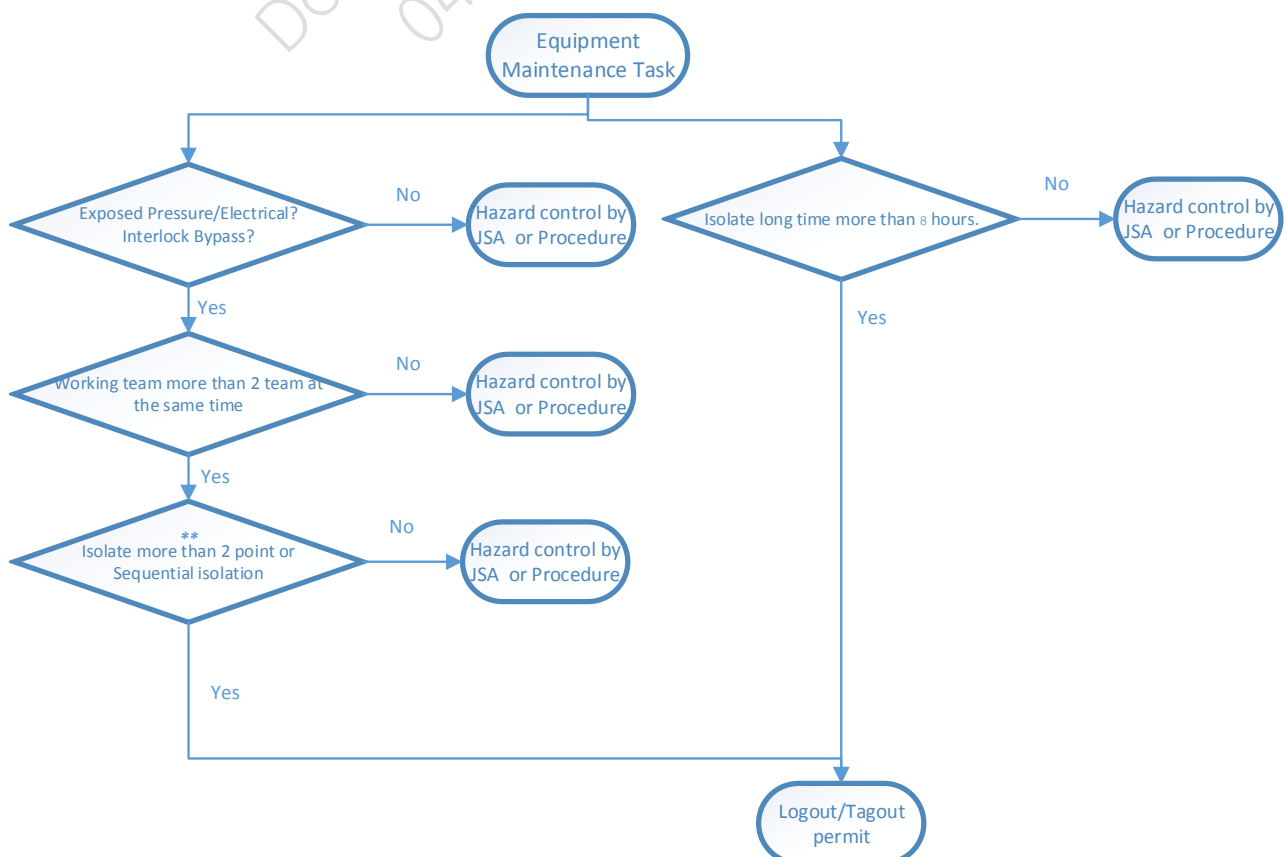 Equipment
Maintenance Task
Exposed Pressure/Electrical?
Interlock Bypass?
No
Hazard control by
JSA or Procedure
Isolate long time more than 8 hours.
No
Hazard control by
JSA or Procedure
Yes
Yes
Working team more than 2 team at
the same time
No
Hazard control by
JSA or Procedure
Yes
**
Isolate more than 2 point or
Sequential isolation
No
Hazard control by
JSA or Procedure
Yes
Logout/Tagout
permit